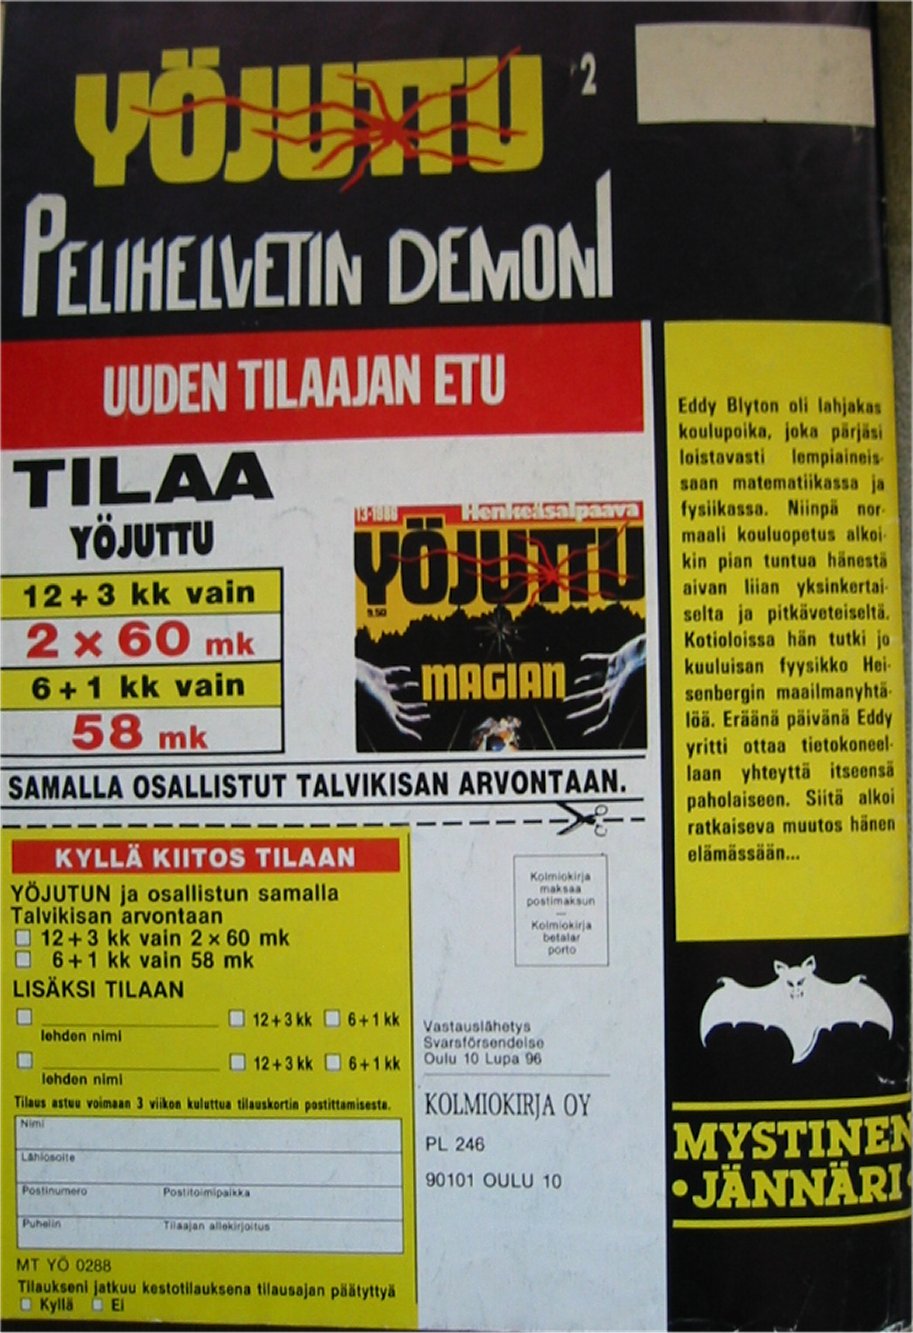 YÖJUTTU 2
PELIHELVETIN DEMONI
UUDEN TILAAJAN ETU
TILAA
YÖJUTTU
12+3 kk vain
2 x 60 mk
6+1 kk vain
58 mk
13-1986 Henkeäsalpaava
YÖJUTTU
9.50
MAGIAN
SAMALLA OSALLISTUT TALVIKISAN ARVONTAAN.
KYLLÄ KIITOS TILAAN
YÖJUTUN ja osallistun samalla
Talvikisan arvontaan
12+3 kk vain 2 x 60 mk
6+1 kk vain 58 mk
LISÄKSI TILAAN
12+3 kk 6+1 kk
lehden nimi
12+3 kk 6+1 kk
lehden nimi
Tilaus astuu voimaan 3 viikon kuluttua tilauskortin postittamisesta.
Nimi
Lähiosoite
Postinumero Postitoimipaikka
Puhelin Tilaajan allekirjoitus
MT YÖ 0288
Tilaukseni jatkuu kestotilauksena tilausajan päätyttyä
Kyllä Ei
Kolmiokirja
maksaa
postimaksun
—
Kolmiokirja
betalar
porto
Vastauslähetys
Svarsförsendelse
Oulu 10 Lupa 96
KOLMIOKIRJA OY
PL 246
90101 OULU 10
Eddy Blyton oli lahjakas
koulupoika, joka pärjäsi
loistavasti lempiaineis-
saan matematiikassa ja
fysiikassa. Niinpä nor-
maali kouluopetus alkoi-
kin pian tuntua hänestä
aivan liian yksinkertai-
selta ja pitkäveteiseltä.
Kotioloissa hän tutki jo
kuuluisan fyysikko Hei-
senbergin maailmanyhtä-
löä. Eräänä päivänä Eddy
yritti ottaa tietokoneel-
laan yhteyttä itseensä
paholaiseen. Siitä alkoi
ratkaiseva muutos hänen
elämässään...
MYSTINEN
•JÄNNÄRI•